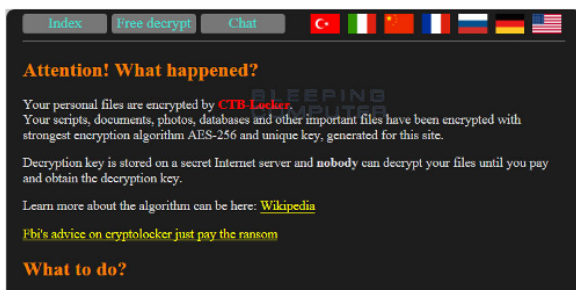 Index Free decrypt Chat
Attention! What happened?
BLEEPING
COMPUTER
Your personal files are encrypted by CTB-Locker.
Your scripts, documents, photos, databases and other important files have been encrypted with
strongest encryption algorithm AES-256 and unique key, generated for this site.
Decryption key is stored on a secret Internet server and nobody can decrypt your files until you pay
and obtain the decryption key.
Learn more about the algorithm can be here: Wikipedia
Fbi's advice on cryptolocker just pay the ransom
What to do?